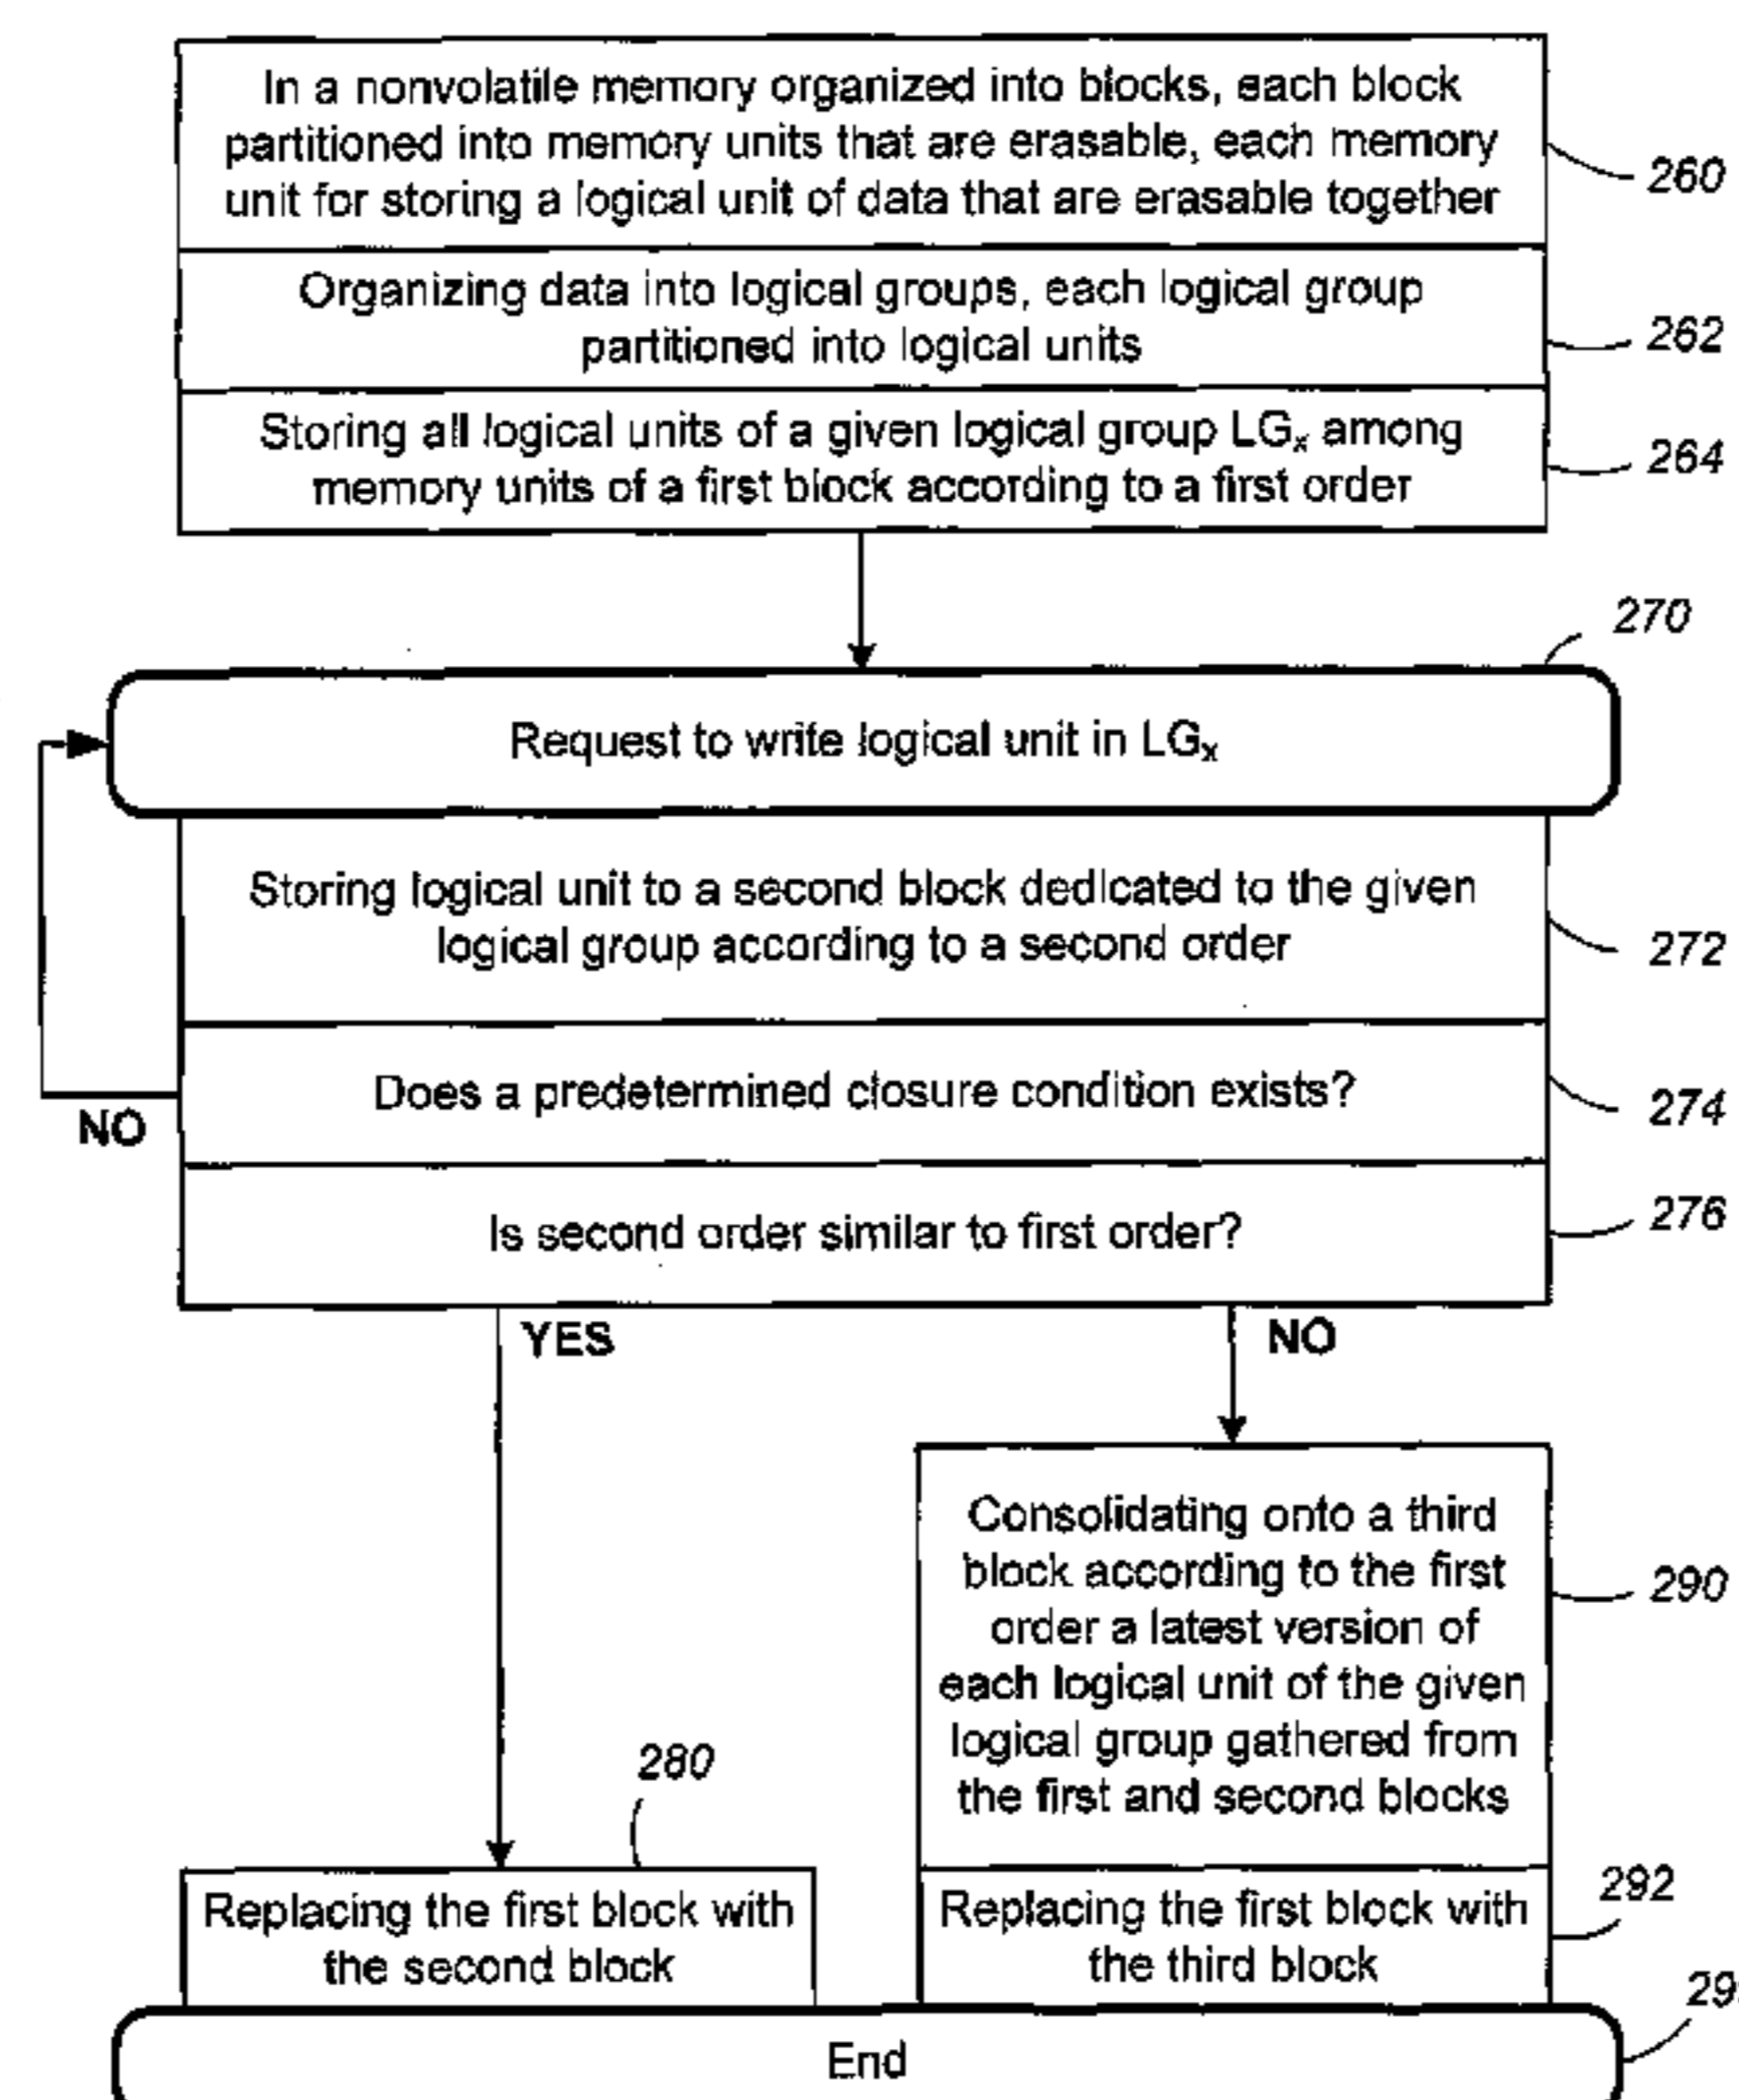 In a nonvolatile memory organized into blocks, each block
partitioned into memory units that are erasable, each memory
unit for storing a logical unit of data that are erasable together
260
Organizing data into logical groups, each logical group
partitioned into logical units
262
Storing all logical units of a given logical group LGx among
memory units of a first block according to a first order
264
270
Request to write logical unit in LGx
Storing logical unit to a second block dedicated to the given
logical group according to a second order
272
Does a predetermined closure condition exists?
274
NO
Is second order similar to first order?
276
YES
NO
Consolidating onto a third
block according to the first
order a latest version of
each logical unit of the given
logical group gathered from
the first and second blocks
290
280
Replacing the first block with
the second block
Replacing the first block with
the third block
292
End